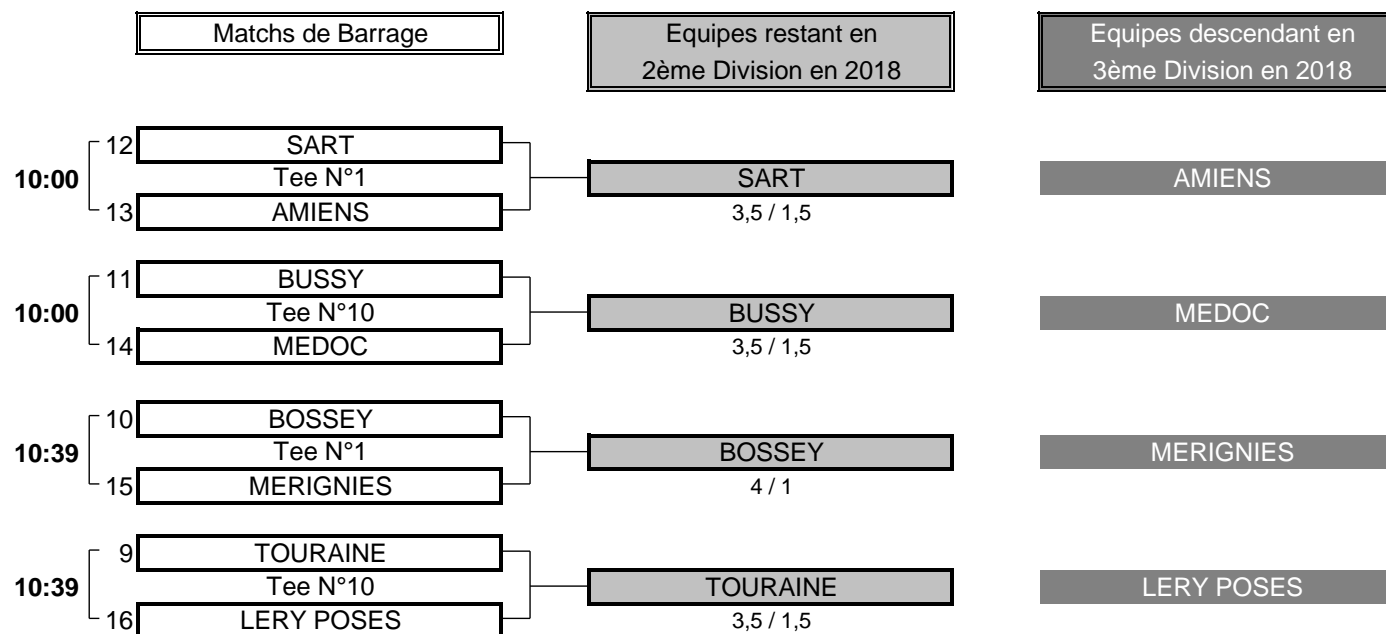 Matchs de Barrage
Equipes restant en
2ème Division en 2018
Equipes descendant en
3ème Division en 2018
12 SART
10:00 Tee N°1 SART AMIENS
13 AMIENS 3,5 / 1,5
11 BUSSY
10:00 Tee N°10 BUSSY MEDOC
14 MEDOC 3,5 / 1,5
10 BOSSEY
10:39 Tee N°1 BOSSEY MERIGNIES
15 MERIGNIES 4 / 1
9 TOURAINE
10:39 Tee N°10 TOURAINE LERY POSES
16 LERY POSES 3,5 / 1,5